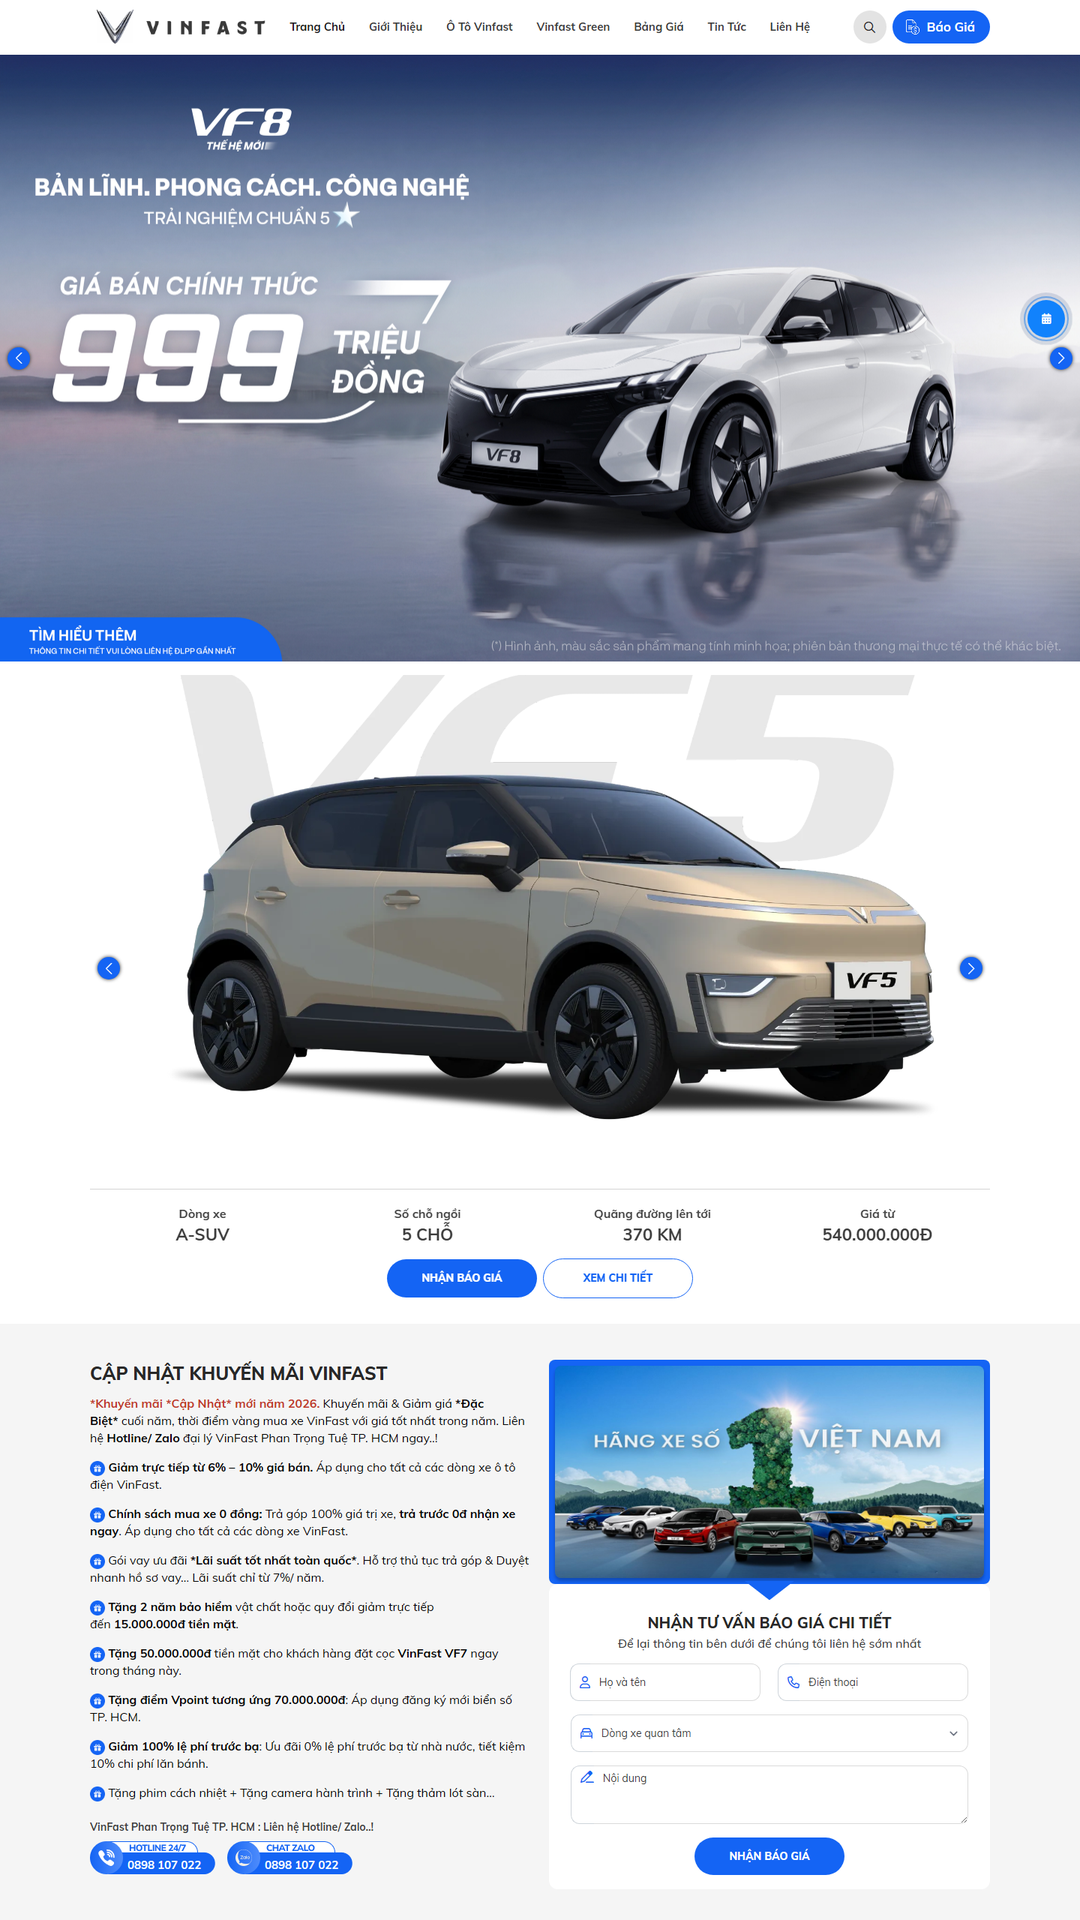 VINFAST
Trang Chủ
Giới Thiệu
Ô Tô Vinfast
Vinfast Green
Bảng Giá
Tin Tức
Liên Hệ
Báo Giá
VF8
THẾ HỆ MỚI
BẢN LĨNH. PHONG CÁCH. CÔNG NGHỆ
TRẢI NGHIỆM CHUẨN 5
GIÁ BÁN CHÍNH THỨC
999 TRIỆU
ĐỒNG
VF8
TÌM HIỂU THÊM
THÔNG TIN CHI TIẾT VUI LÒNG LIÊN HỆ ĐLPP GẦN NHẤT
(*) Hình ảnh, màu sắc sản phẩm mang tính minh họa; phiên bản thương mại thực tế có thể khác biệt.
VF5
VF5
Dòng xe
A-SUV
Số chỗ ngồi
5 CHỖ
Quãng đường lên tới
370 KM
Giá từ
540.000.000Đ
NHẬN BÁO GIÁ
XEM CHI TIẾT
CẬP NHẬT KHUYẾN MÃI VINFAST
*Khuyến mãi *Cập Nhật* mới năm 2026. Khuyến mãi & Giảm giá *Đặc
Biệt* cuối năm, thời điểm vàng mua xe VinFast với giá tốt nhất trong năm. Liên
hệ Hotline/ Zalo đại lý VinFast Phan Trọng Tuệ TP. HCM ngay..!
Giảm trực tiếp từ 6% – 10% giá bán. Áp dụng cho tất cả các dòng xe ô tô
điện VinFast.
Chính sách mua xe 0 đồng: Trả góp 100% giá trị xe, trả trước 0đ nhận xe
ngay. Áp dụng cho tất cả các dòng xe VinFast.
Gói vay ưu đãi *Lãi suất tốt nhất toàn quốc*. Hỗ trợ thủ tục trả góp & Duyệt
nhanh hồ sơ vay... Lãi suất chỉ từ 7%/ năm.
Tặng 2 năm bảo hiểm vật chất hoặc quy đổi giảm trực tiếp
đến 15.000.000đ tiền mặt.
Tặng 50.000.000đ tiền mặt cho khách hàng đặt cọc VinFast VF7 ngay
trong tháng này.
Tặng điểm Vpoint tương ứng 70.000.000đ: Áp dụng đăng ký mới biển số
TP. HCM.
Giảm 100% lệ phí trước bạ: Ưu đãi 0% lệ phí trước bạ từ nhà nước, tiết kiệm
10% chi phí lăn bánh.
Tặng phim cách nhiệt + Tặng camera hành trình + Tặng thảm lót sàn...
VinFast Phan Trọng Tuệ TP. HCM : Liên hệ Hotline/ Zalo..!
HOTLINE 24/7
0898 107 022
Zalo
CHAT ZALO
0898 107 022
HÃNG XE SỐ 1 VIỆT NAM
NHẬN TƯ VẤN BÁO GIÁ CHI TIẾT
Để lại thông tin bên dưới để chúng tôi liên hệ sớm nhất
Họ và tên
Điện thoại
Dòng xe quan tâm
Nội dung
NHẬN BÁO GIÁ